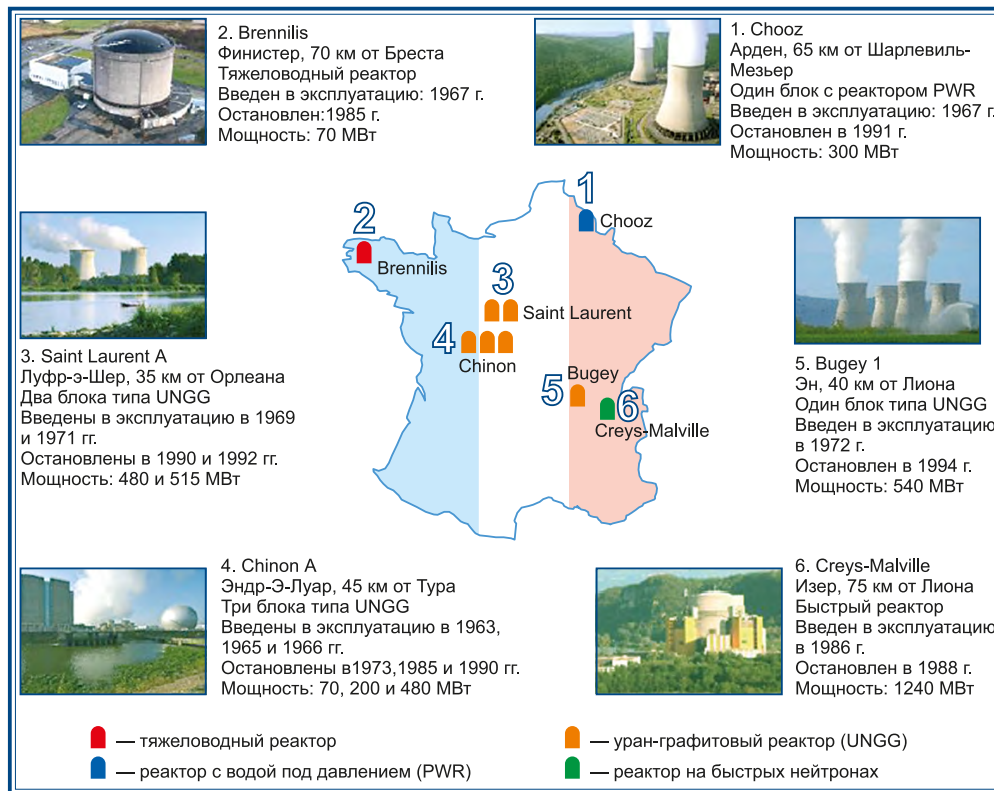 2. Brennilis
Финистер, 70 км от Бреста
Тяжеловодный реактор
Введен в эксплуатацию: 1967 г.
Остановлен:1985 г.
Мощность: 70 МВт
1. Chooz
Арден, 65 км от Шарлевиль-
Мезьер
Один блок с реактором PWR
Введен в эксплуатацию: 1967 г.
Остановлен в 1991 г.
Мощность: 300 МВт
1
Chooz
2
Brennilis
3
Saint Laurent
4
Chinon
Bugey
5
6
Creys-Malville
3. Saint Laurent A
Луфр-э-Шер, 35 км от Орлеана
Два блока типа UNGG
Введены в эксплуатацию в 1969
и 1971 гг.
Остановлены в 1990 и 1992 гг.
Мощность: 480 и 515 МВт
5. Bugey 1
Эн, 40 км от Лиона
Один блок типа UNGG
Введен в эксплуатацию
в 1972 г.
Остановлен в 1994 г.
Мощность: 540 МВт
4. Chinon A
Эндр-Э-Луар, 45 км от Тура
Три блока типа UNGG
Введены в эксплуатацию в 1963,
1965 и 1966 гг.
Остановлены в1973,1985 и 1990 гг.
Мощность: 70, 200 и 480 МВт
6. Creys-Malville
Изер, 75 км от Лиона
Быстрый реактор
Введен в эксплуатацию
в 1986 г.
Остановлен в 1988 г.
Мощность: 1240 МВт
— тяжеловодный реактор
— реактор с водой под давлением (PWR)
— уран-графитовый реактор (UNGG)
— реактор на быстрых нейтронах